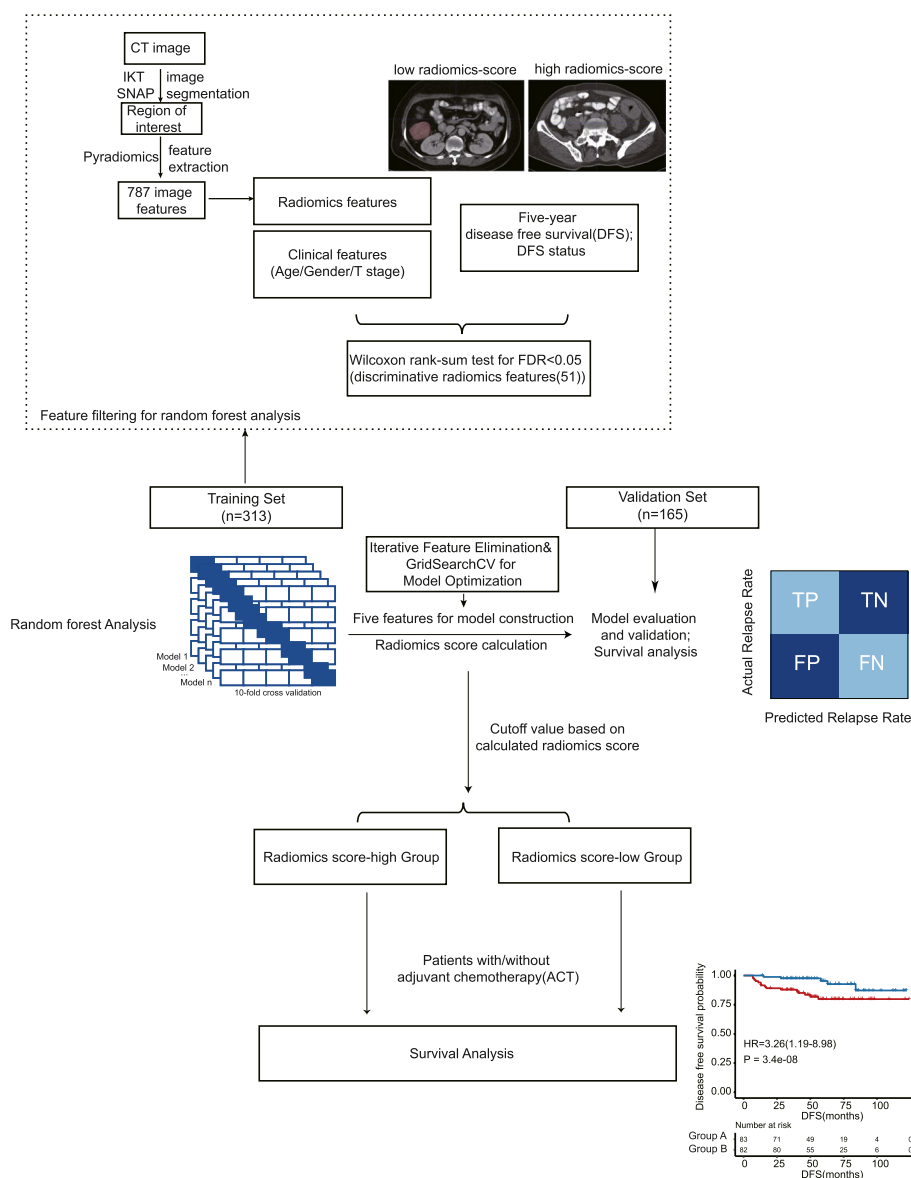 CT image
IKT image
SNAP segmentation
Region of
interest
Pyradiomics feature
extraction
787 image
features
low radiomics-score
high radiomics-score
Radiomics features
Clinical features
(Age/Gender/T stage)
Five-year
disease free survival(DFS);
DFS status
Wilcoxon rank-sum test for FDR<0.05
(discriminative radiomics features(51))
Feature filtering for random forest analysis
Training Set
(n=313)
Validation Set
(n=165)
Iterative Feature Elimination&
GridSearchCV for
Model Optimization
Random forest Analysis
Model 1
Model 2
...
Model n
10-fold cross validation
Five features for model construction
Radiomics score calculation
Model evaluation
and validation;
Survival analysis
Actual Relapse Rate
TP TN
FP FN
Predicted Relapse Rate
Cutoff value based on
calculated radiomics score
Radiomics score-high Group
Radiomics score-low Group
Patients with/without
adjuvant chemotherapy(ACT)
Survival Analysis
Disease free survival probability
1.00
0.75
0.50
0.25
0.00
HR=3.26(1.19-8.98)
P = 3.4e-08
0 25 50 75 100
DFS(months)
Number at risk
Group A 83 71 49 19 4 0
Group B 82 80 55 25 6 0
0 25 50 75 100
DFS(months)